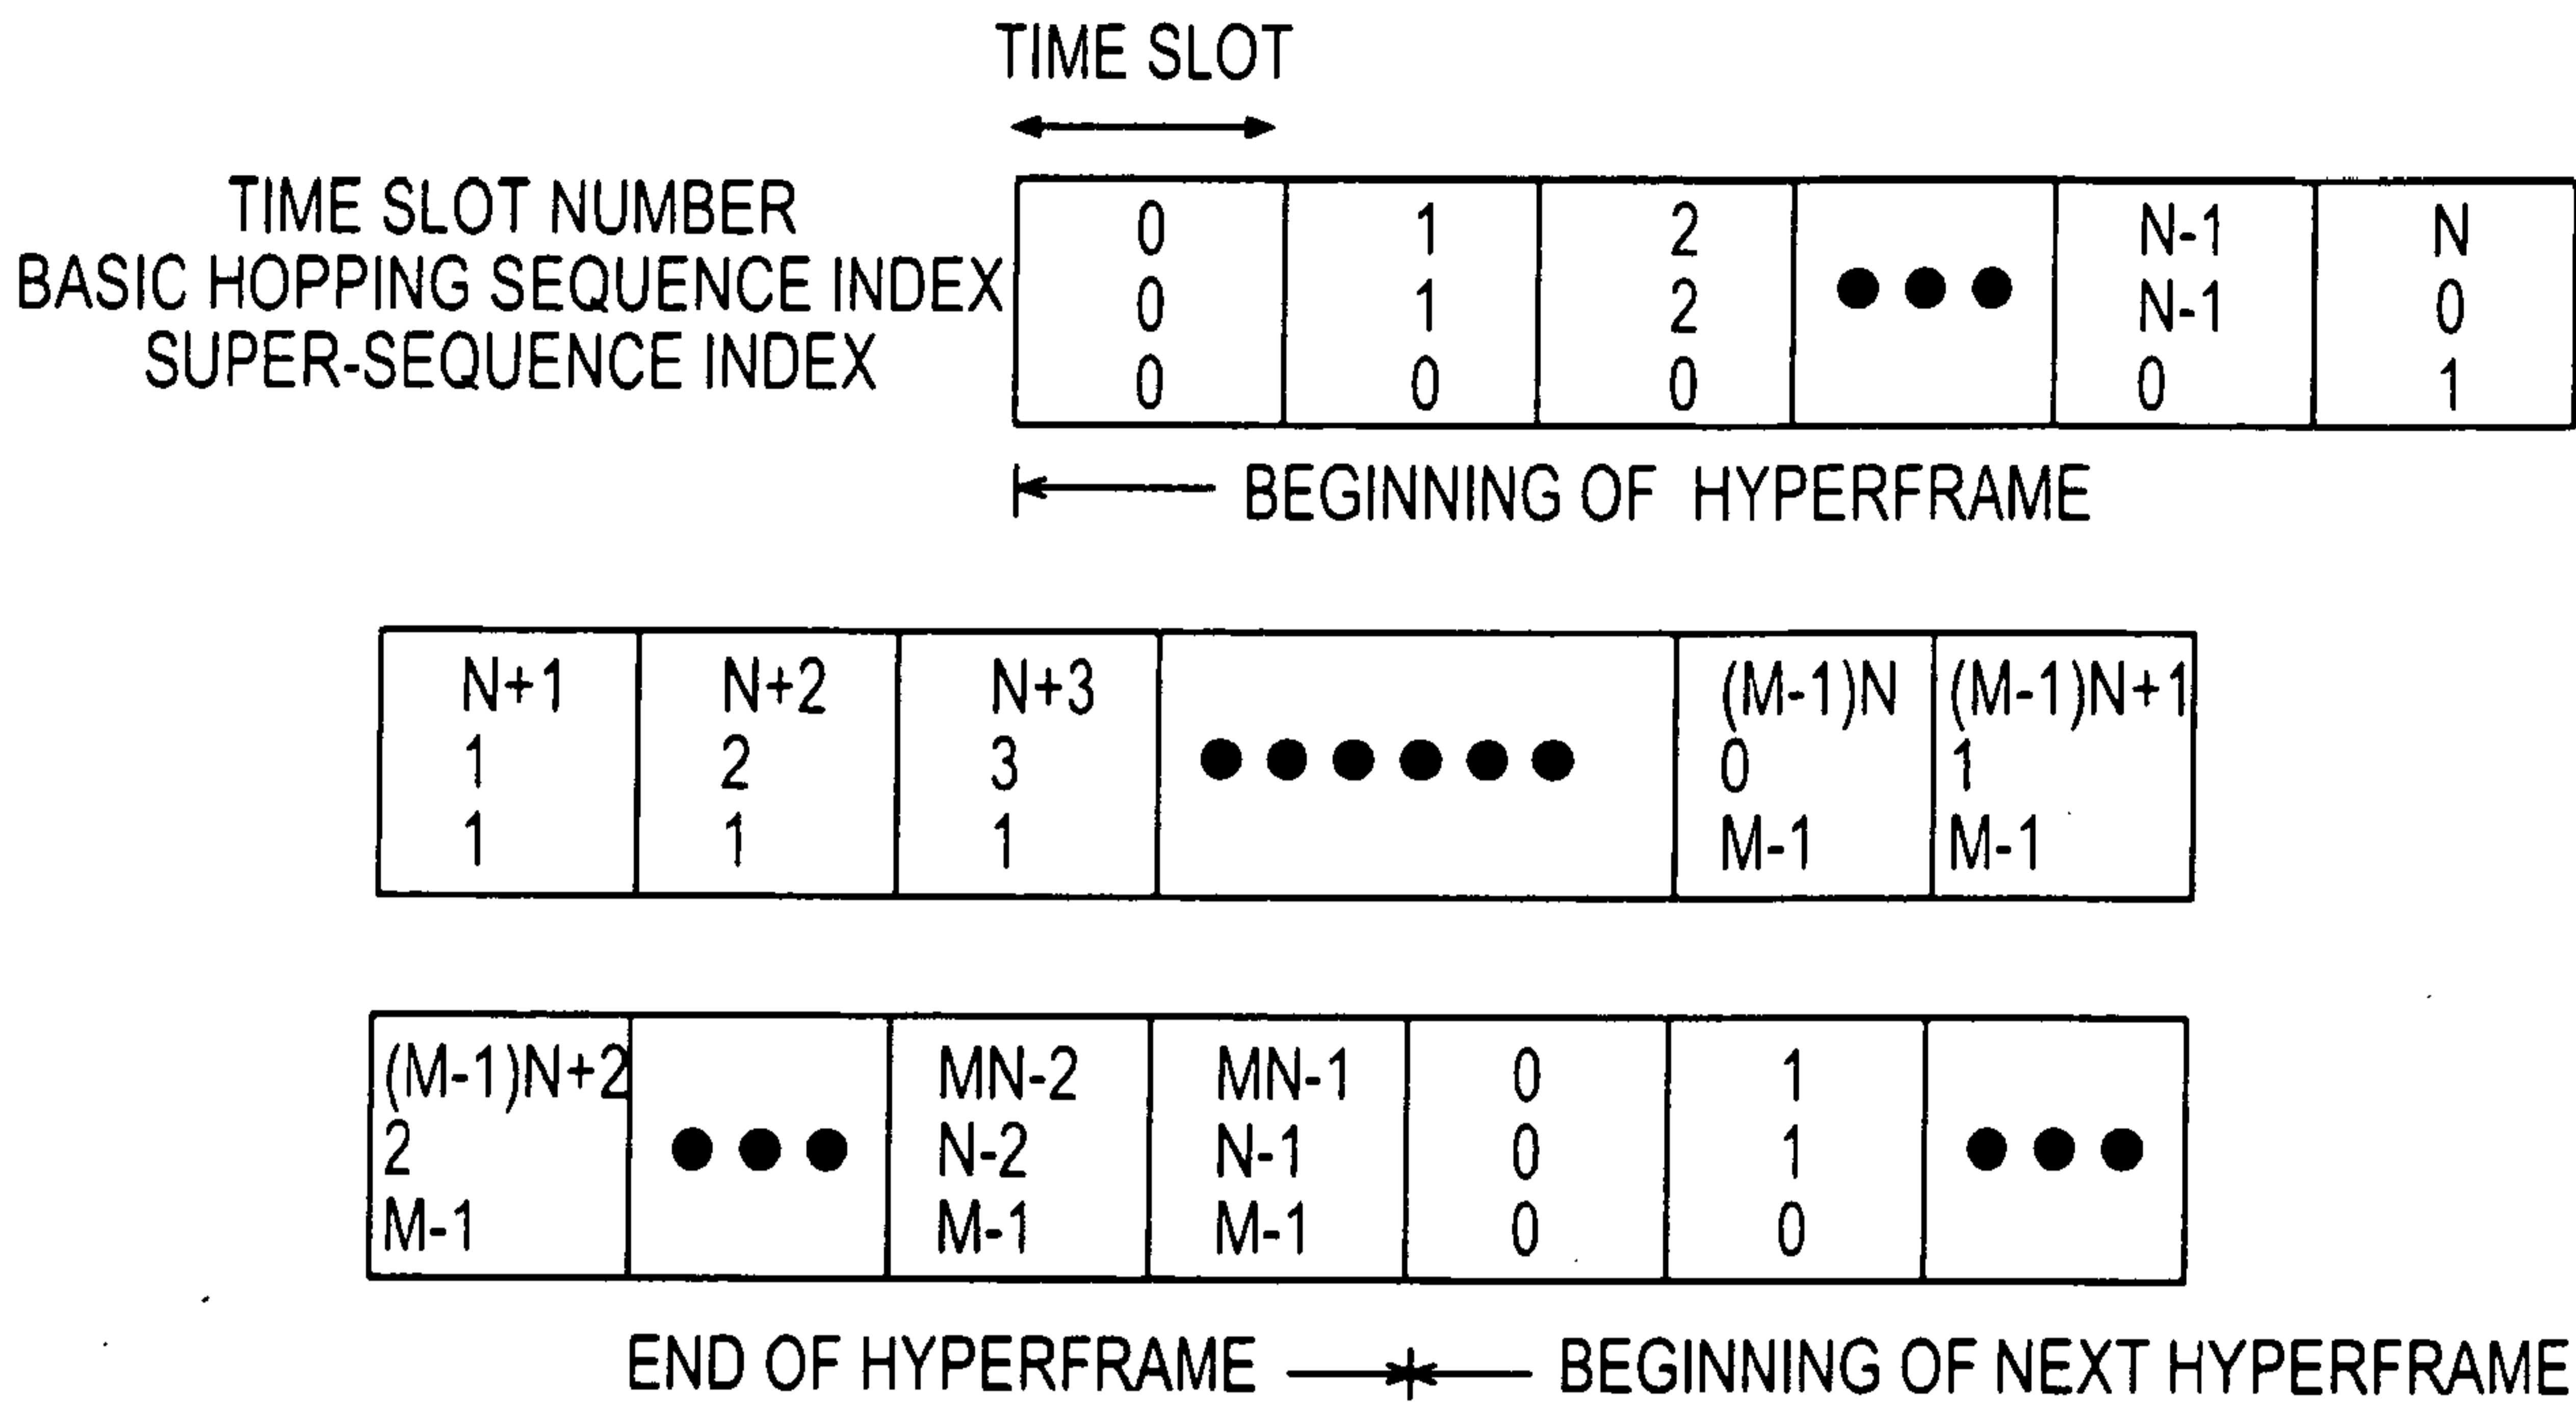 TIME SLOT
TIME SLOT NUMBER
BASIC HOPPING SEQUENCE INDEX
SUPER-SEQUENCE INDEX
0 1 2 N-1 N
0 1 2 ●●● N-1 0
0 0 0 0 1
BEGINNING OF HYPERFRAME
N+1 N+2 N+3 (M-1)N (M-1)N+1
1 2 3 ●●●●●● 0 1
1 1 1 M-1 M-1
(M-1)N+2 MN-2 MN-1 0 1
2 ●●● N-2 N-1 0 1 ●●●
M-1 M-1 M-1 0 0
END OF HYPERFRAME BEGINNING OF NEXT HYPERFRAME